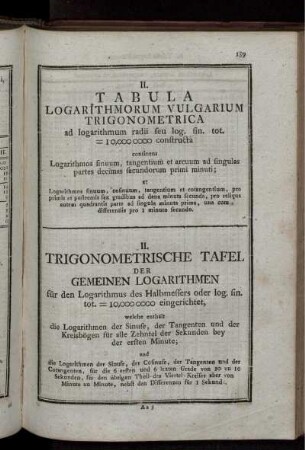 189
II.
TABULA
LOGARITHMORUM VULGARIUM
TRIGONOMETRICA
ad logarithmum radii seu log. sin. tot.
= 10,000 0000 constructa
continens
Logarithmos sinuum, tangentium et arcuum ad singulas
partes decimas secundorum primi minuti;
et
Logarithmos sinuum, cosinuum, tangentium et cotangentium, pro
prioris et postremis sex gradibus ad dena minuta secunda, pro reliqua
autem quadrantis parte ad singula minuta prima, una cum
differentiis pro 1 minuto secundo.
II.
TRIGONOMETRISCHE TAFEL
DER
GEMEINEN LOGARITHMEN
für den Logarithmus des Halbmessers oder log. sin.
tot. = 10,000 0000 eingerichtet,
welche enthält
die Logarithmen der Sinuse, der Tangenten und der
Kreisbögen für alle Zehntel der Sekunden bey
der ersten Minute;
und
die Logarithmen der Sinuse, der Cosinuse, der Tangenten und der
Cotangenten, für die 6 ersten und 6 lezten Grade von 10 zu 10
Sekunden, für den übrigen Theil des Viertel-Kreises aber von
Minute zu Minute, nebst den Differenzen für 1 Sekunde.
Aa 3